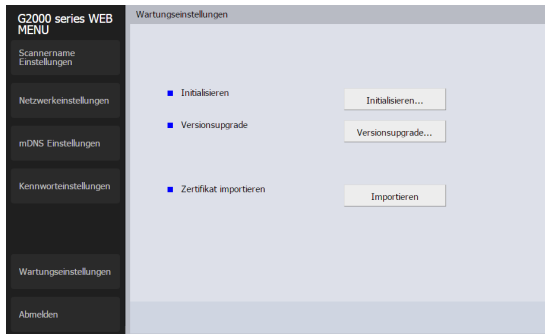 G2000 series WEB
MENU
Scannername
Einstellungen
Netzwerkeinstellungen
mDNS Einstellungen
Kennworteinstellungen
Wartungseinstellungen
Abmelden
Wartungseinstellungen
Initialisieren
Initialisieren...
Versionsupgrade
Versionsupgrade...
Zertifikat importieren
Importieren